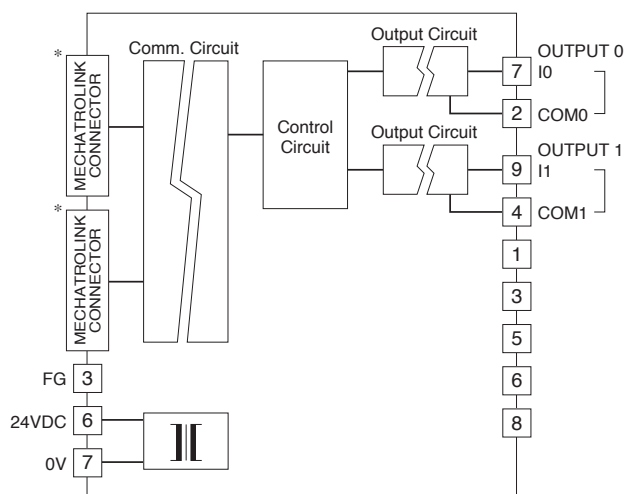 Comm. Circuit
Output Circuit
OUTPUT 0
7 I0
2 COM0
*
MECHATROLINK
CONNECTOR
Control
Circuit
Output Circuit
OUTPUT 1
9 I1
4 COM1
*
MECHATROLINK
CONNECTOR
1
3
5
6
8
FG 3
24VDC 6
0V 7